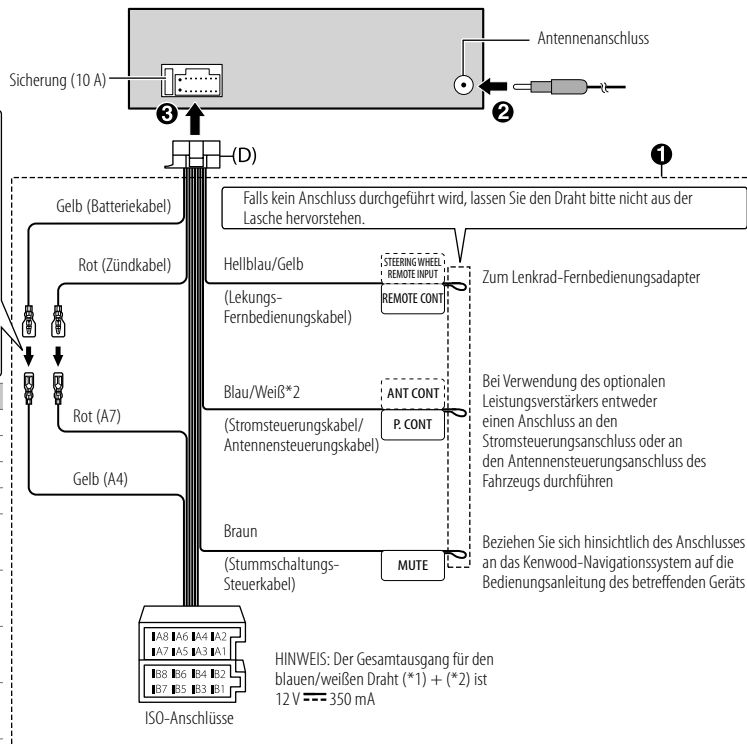 Antennenanschluss
Sicherung (10 A)
❸
❷
(D)
❶
Falls kein Anschluss durchgeführt wird, lassen Sie den Draht bitte nicht aus der
Lasche hervorstehen.
Gelb (Batteriekabel)
Rot (Zündkabel)
Hellblau/Gelb
(Lekungs-
Fernbedienungskabel)
STEERING WHEEL
REMOTE INPUT
REMOTE CONT
Zum Lenkrad-Fernbedienungsadapter
Blau/Weiß*2
(Stromsteuerungskabel/
Antennensteuerungskabel)
ANT CONT
P. CONT
Bei Verwendung des optionalen
Leistungsverstärkers entweder
einen Anschluss an den
Stromsteuerungsanschluss oder an
den Antennensteuerungsanschluss des
Fahrzeugs durchführen
Rot (A7)
Gelb (A4)
Braun
(Stummschaltungs-
Steuerkabel)
MUTE
Beziehen Sie sich hinsichtlich des Anschlusses
an das Kenwood-Navigationssystem auf die
Bedienungsanleitung des betreffenden Geräts
A8 A6 A4 A2
A7 A5 A3 A1
B8 B6 B4 B2
B7 B5 B3 B1
ISO-Anschlüsse
HINWEIS: Der Gesamtausgang für den
blauen/weißen Draht (*1) + (*2) ist
12 V ⎓ 350 mA